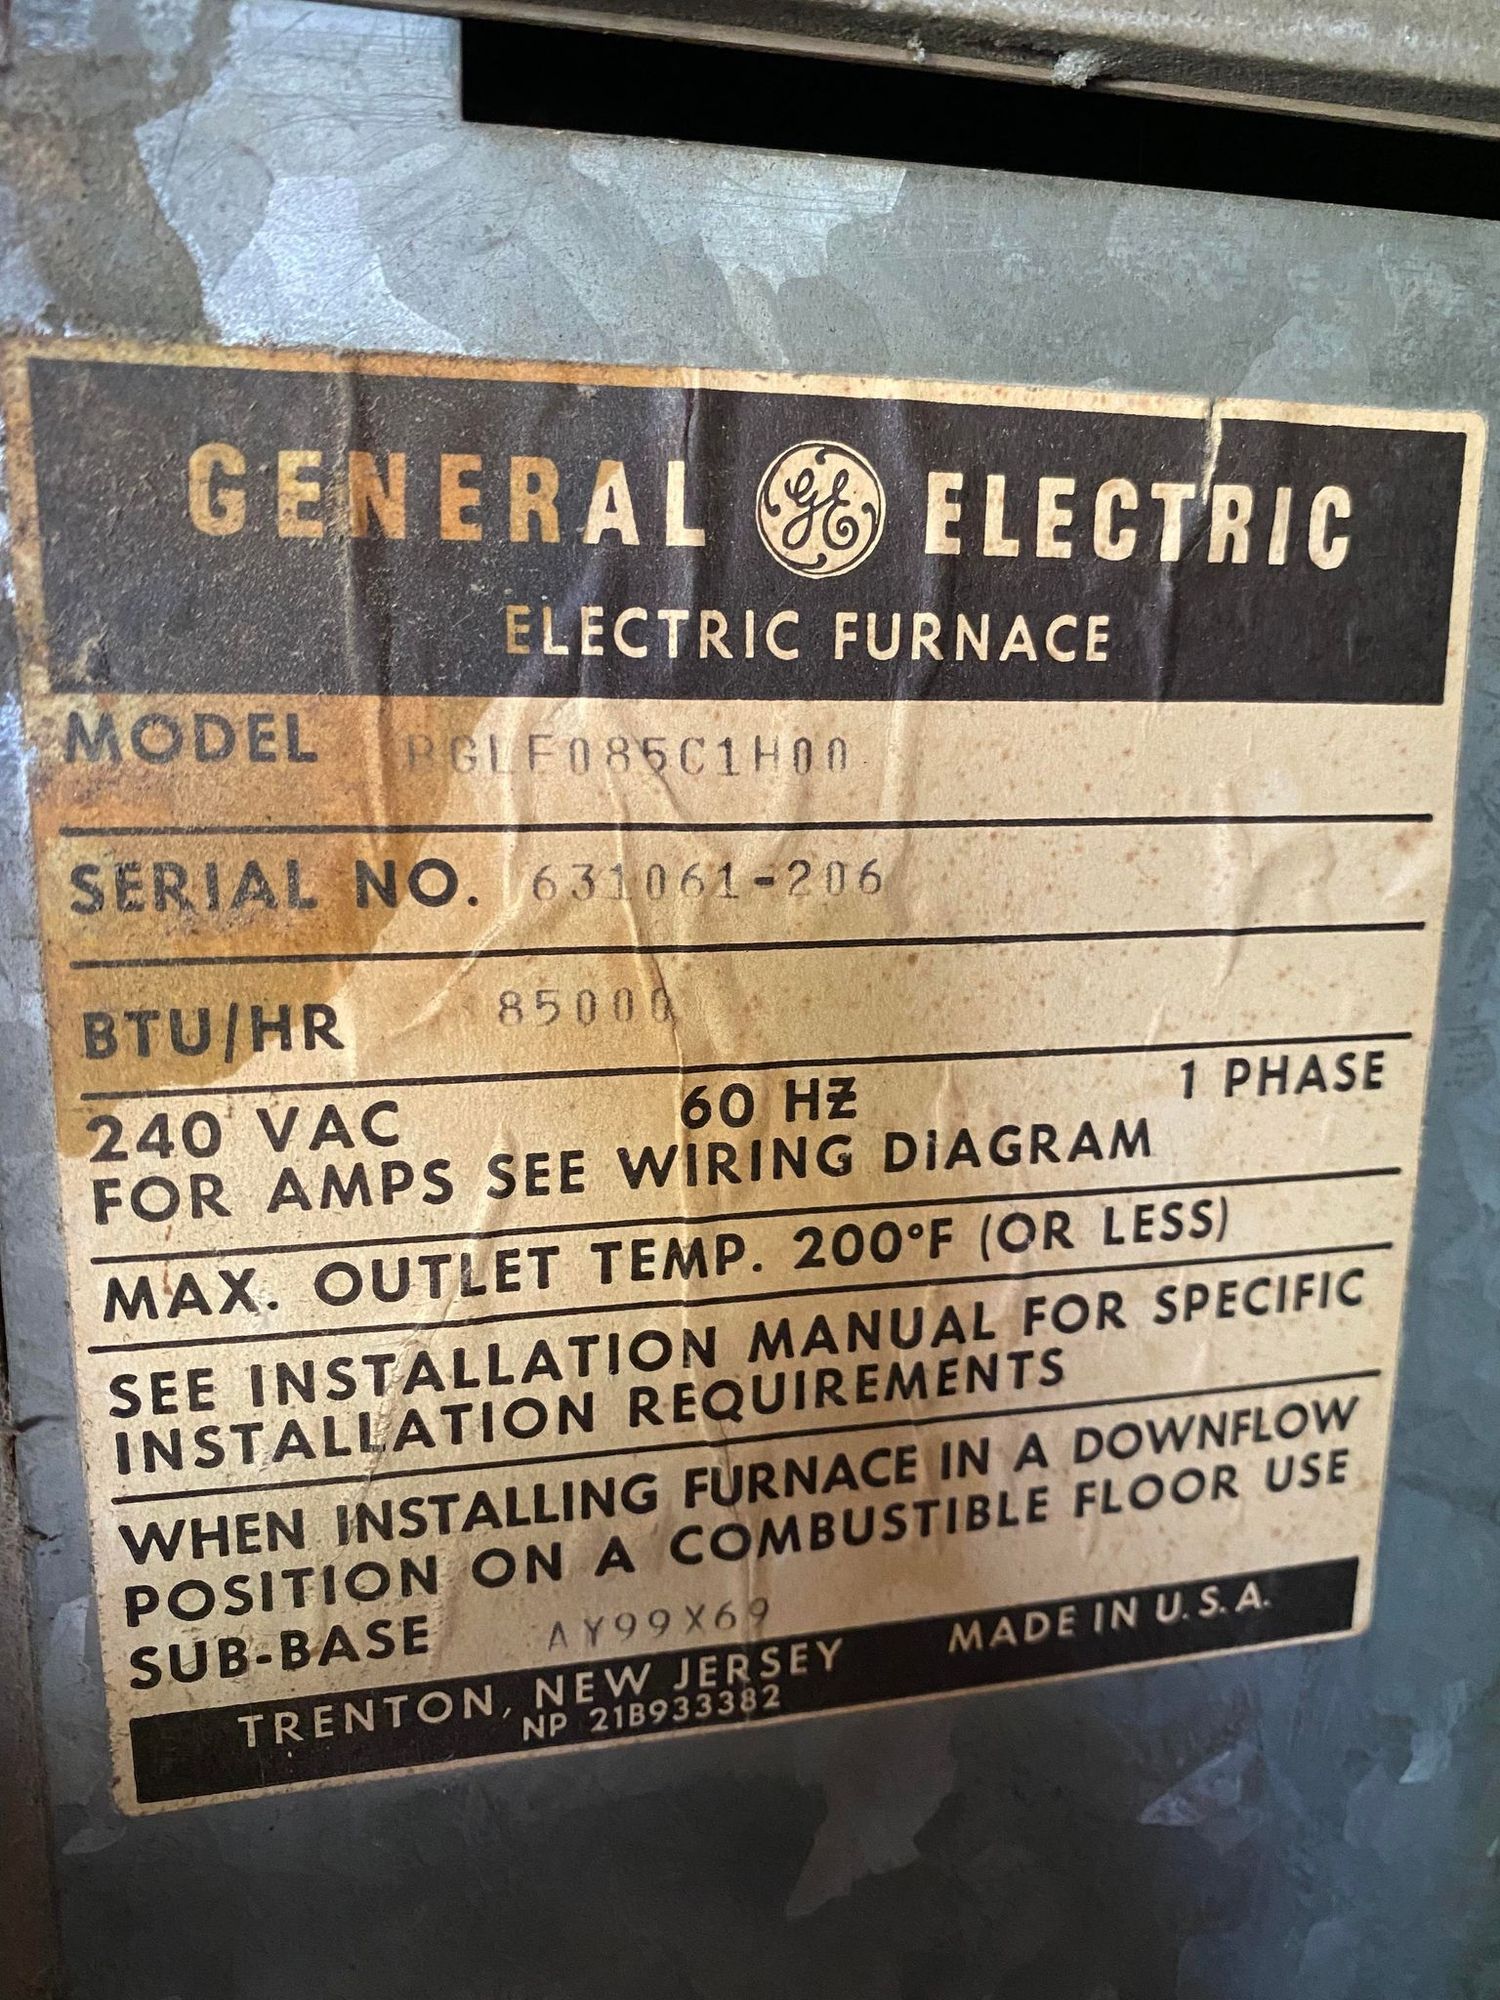 GENERAL GE ELECTRIC
ELECTRIC FURNACE
MODEL BGLF085C1H00
SERIAL NO. 631061-206
BTU/HR 85000
240 VAC 60 HZ 1 PHASE
FOR AMPS SEE WIRING DIAGRAM
MAX. OUTLET TEMP. 200°F (OR LESS)
SEE INSTALLATION MANUAL FOR SPECIFIC
INSTALLATION REQUIREMENTS
WHEN INSTALLING FURNACE IN A DOWNFLOW
POSITION ON A COMBUSTIBLE FLOOR USE
SUB-BASE AY99X69
TRENTON, NEW JERSEY MADE IN U.S.A.
NP 21B933382